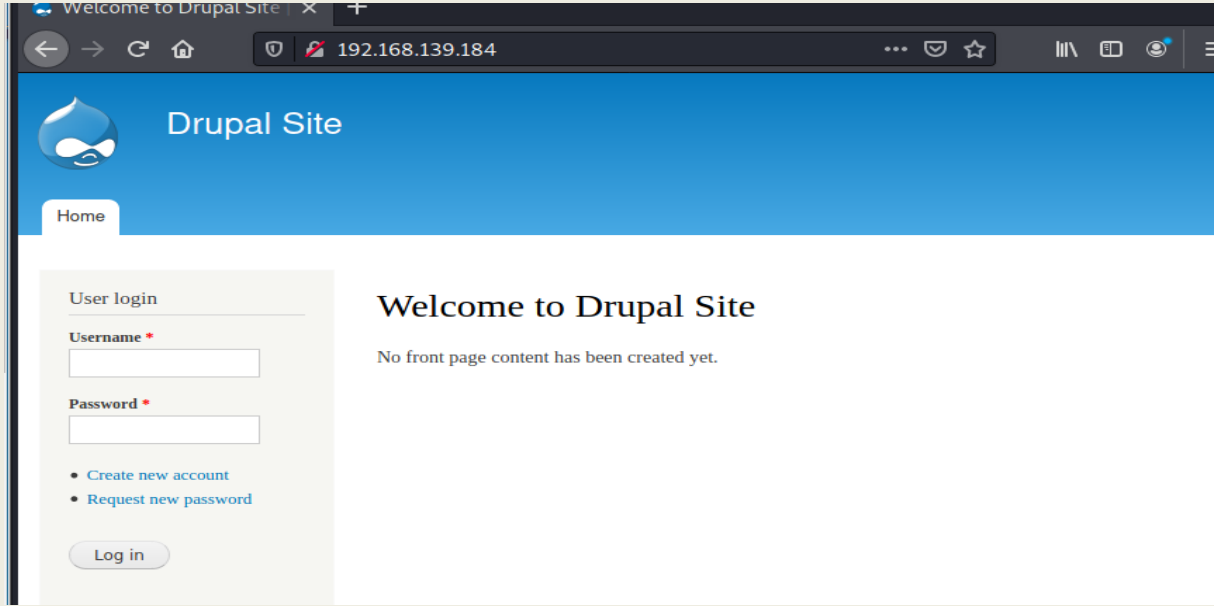 Welcome to Drupal Site
192.168.139.184
Drupal Site
Home
User login
Username *
Password *
Create new account
Request new password
Log in
Welcome to Drupal Site
No front page content has been created yet.